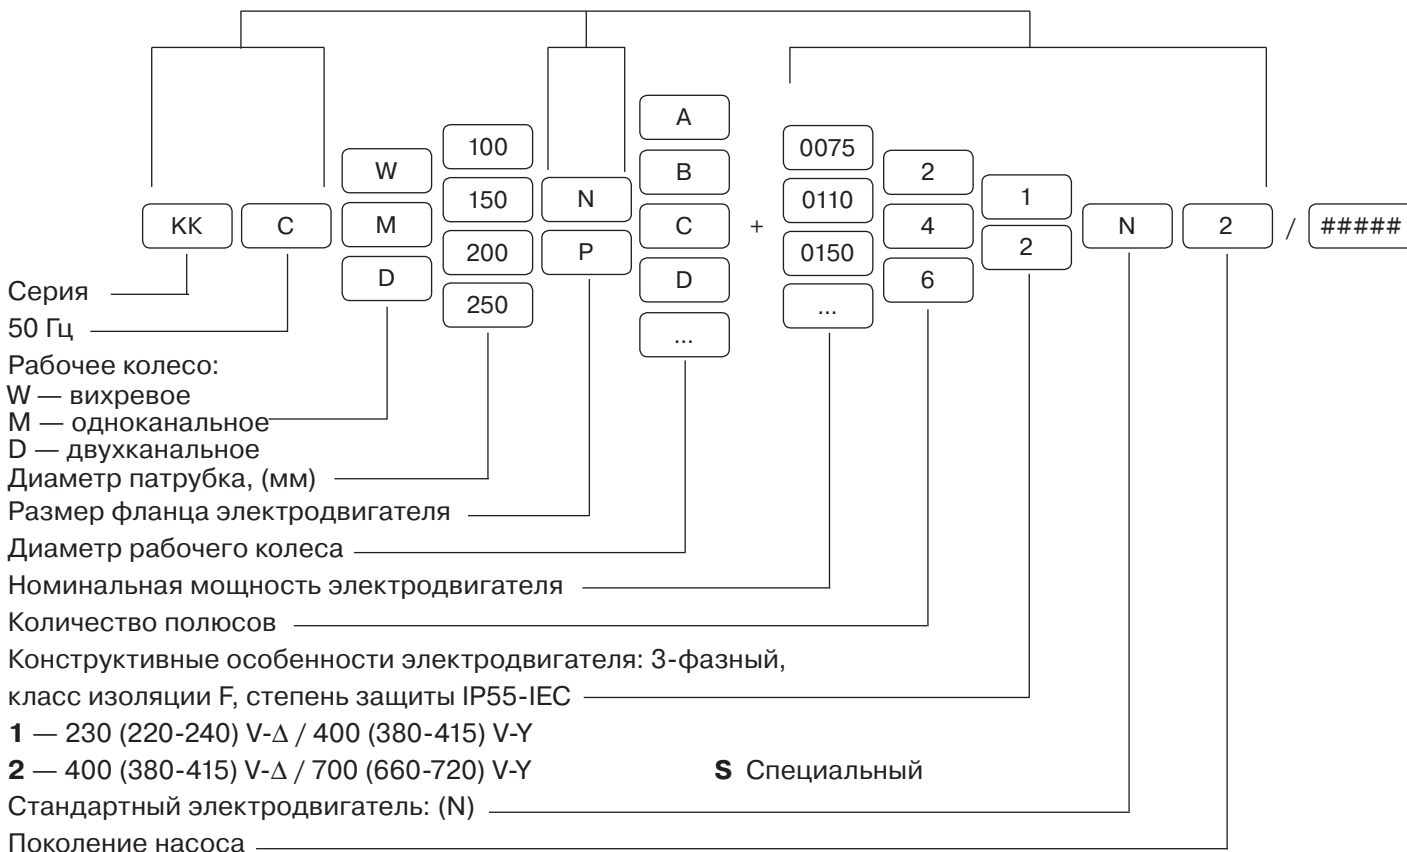 A
100
0075
W
B
2
150
N
1
0110
КК
C
M
C
+
4
N
2
/
#####
200
P
0150
2
D
D
6
Серия
250
...
50 Гц
...
Рабочее колесо:
W — вихревое
M — одноканальное
D — двухканальное
Диаметр патрубка, (мм)
Размер фланца электродвигателя
Диаметр рабочего колеса
Номинальная мощность электродвигателя
Количество полюсов
Конструктивные особенности электродвигателя: 3-фазный,
класс изоляции F, степень защиты IP55-IEC
1 — 230 (220-240) V-Δ / 400 (380-415) V-Y
2 — 400 (380-415) V-Δ / 700 (660-720) V-Y
S Специальный
Стандартный электродвигатель: (N)
Поколение насоса